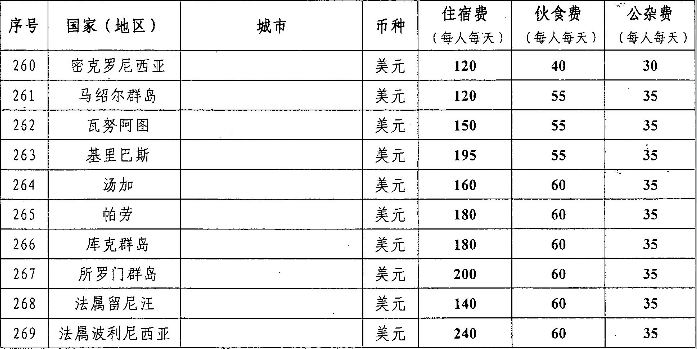 序号 国家（地区） 城市 币种 住宿费 伙食费 公杂费
（每人每天） （每人每天） （每人每天）
260 密克罗尼西亚 美元 120 40 30
261 马绍尔群岛 美元 120 55 35
262 瓦努阿图 美元 150 55 35
263 基里巴斯 美元 195 55 35
264 汤加 美元 160 60 35
265 帕劳 美元 180 60 35
266 库克群岛 美元 180 60 35
267 所罗门群岛 美元 200 60 35
268 法属留尼汪 美元 140 60 35
269 法属波利尼西亚 美元 240 60 35